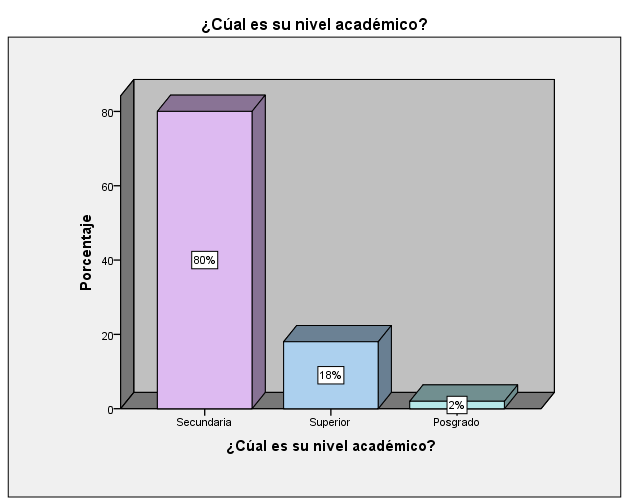 ¿Cúal es su nivel académico?
Porcentaje
80
60
40
20
0
80%
18%
2%
Secundaria
Superior
Posgrado
¿Cúal es su nivel académico?